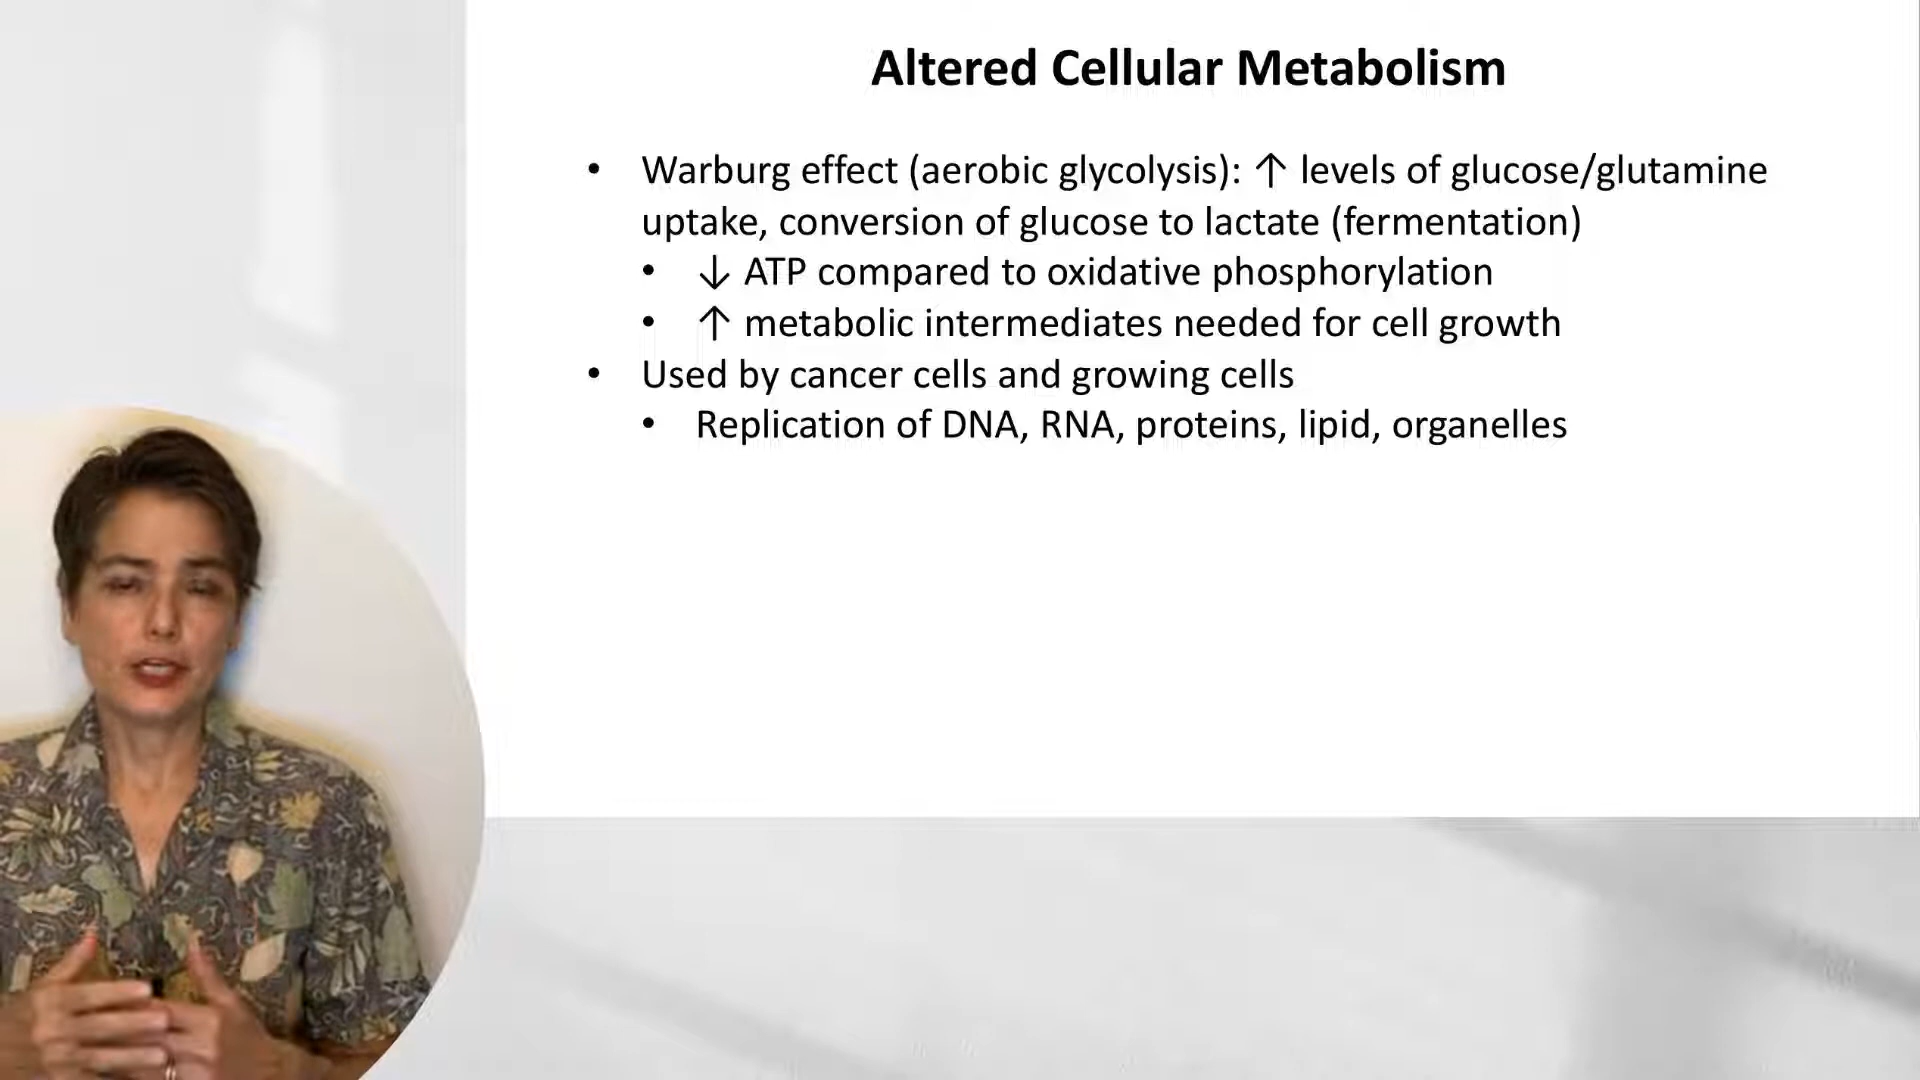 Altered Cellular Metabolism
• Warburg effect (aerobic glycolysis): ↑ levels of glucose/glutamine
uptake, conversion of glucose to lactate (fermentation)
• ↓ ATP compared to oxidative phosphorylation
• ↑ metabolic intermediates needed for cell growth
• Used by cancer cells and growing cells
• Replication of DNA, RNA, proteins, lipid, organelles